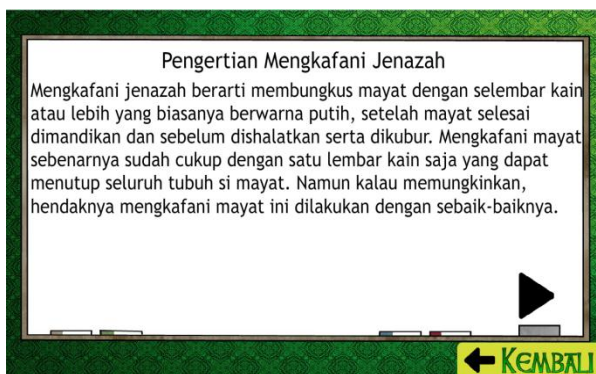 Pengertian Mengkafani Jenazah
Mengkafani jenazah berarti membungkus mayat dengan selembar kain
atau lebih yang biasanya berwarna putih, setelah mayat selesai
dimandikan dan sebelum dishalatkan serta dikubur. Mengkafani mayat
sebenarnya sudah cukup dengan satu lembar kain saja yang dapat
menutup seluruh tubuh si mayat. Namun kalau memungkinkan,
hendaknya mengkafani mayat ini dilakukan dengan sebaik-baiknya.
KEMBALI